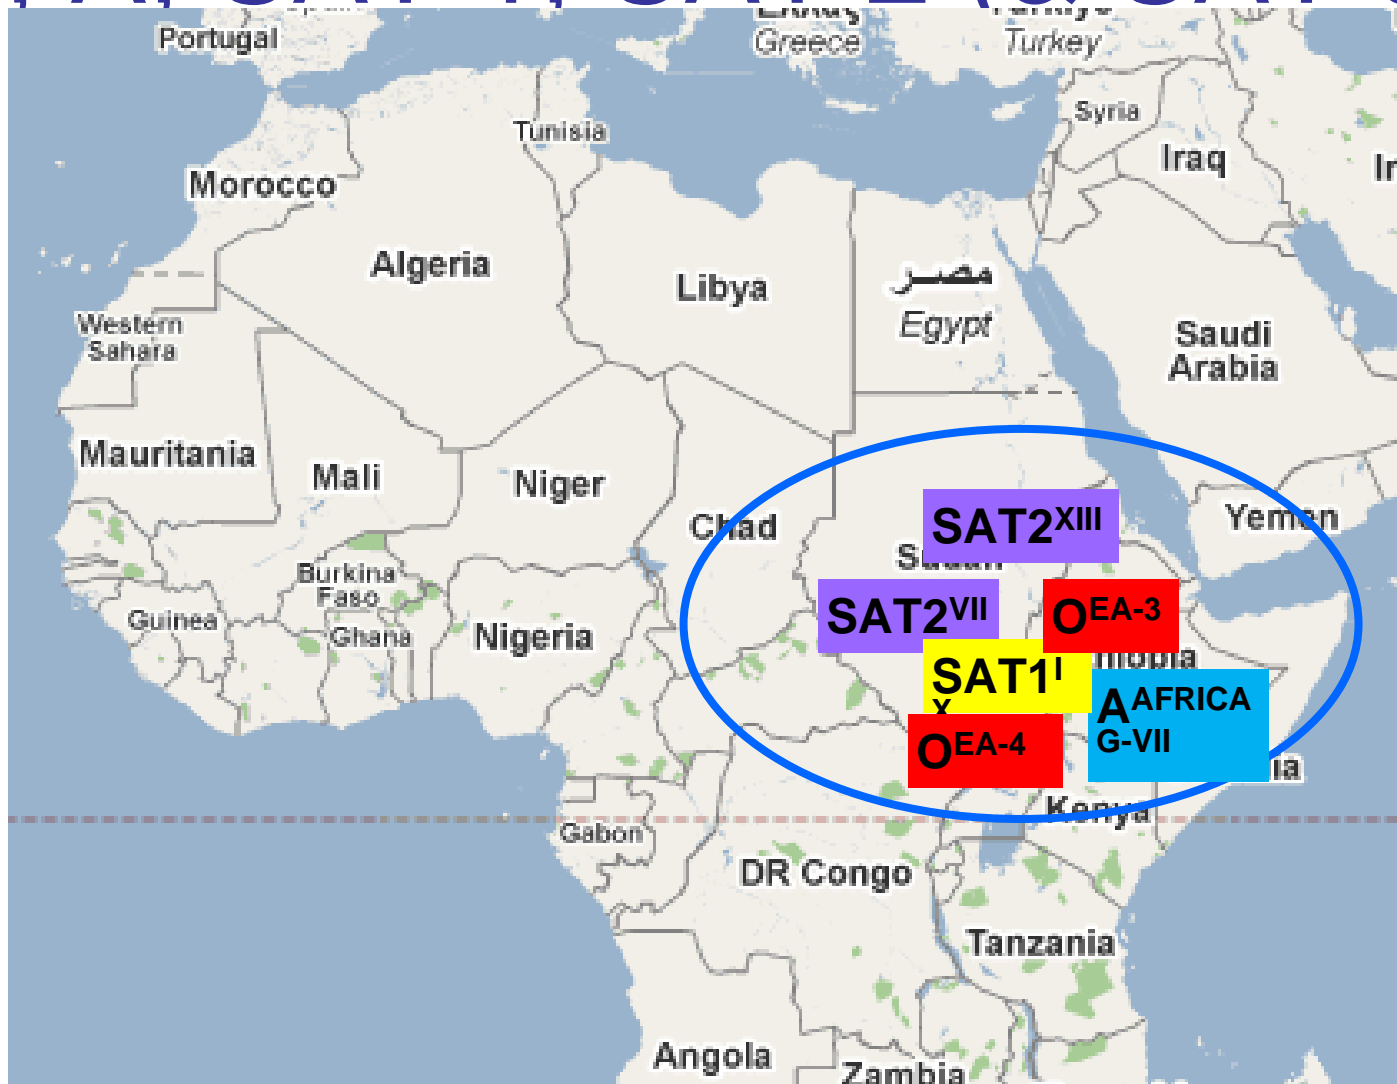 Portugal
Greece
Turkey
Syria
Tunisia
Iraq
Morocco
Algeria
Libya
مصر
Egypt
Western
Sahara
Saudi
Arabia
Mauritania
Mali
Niger
Chad
Yemen
SAT2XIII
Burkina
Faso
SAT2VII
OEA-3
Guinea
Ghana
Nigeria
SAT1I
X
AAFRICA
G-VII
OEA-4
Kenya
Gabon
DR Congo
Tanzania
Angola
Zambia